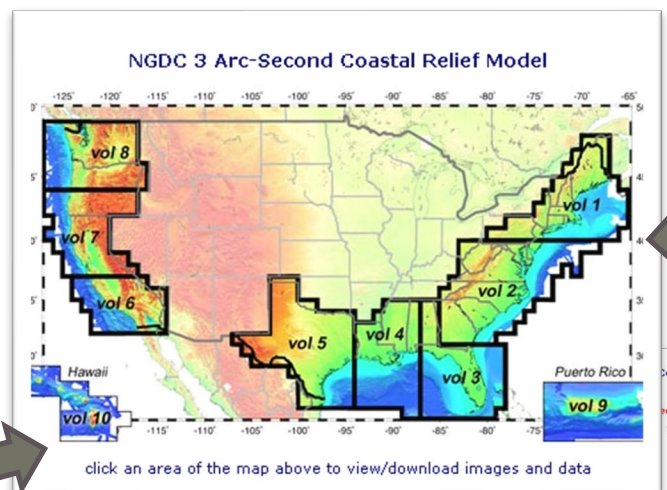 NGDC 3 Arc-Second Coastal Relief Model
-125° -120° -115° -110° -105° -100° -95° -90° -85° -80° -75° -70° -65°
vol 8
vol 1
vol 7
vol 2
vol 6
vol 5
vol 4
vol 3
Hawaii
Puerto Rico
vol 10
vol 9
-115° -110° -105° -100° -95° -90° -85° -80° -75°
click an area of the map above to view/download images and data